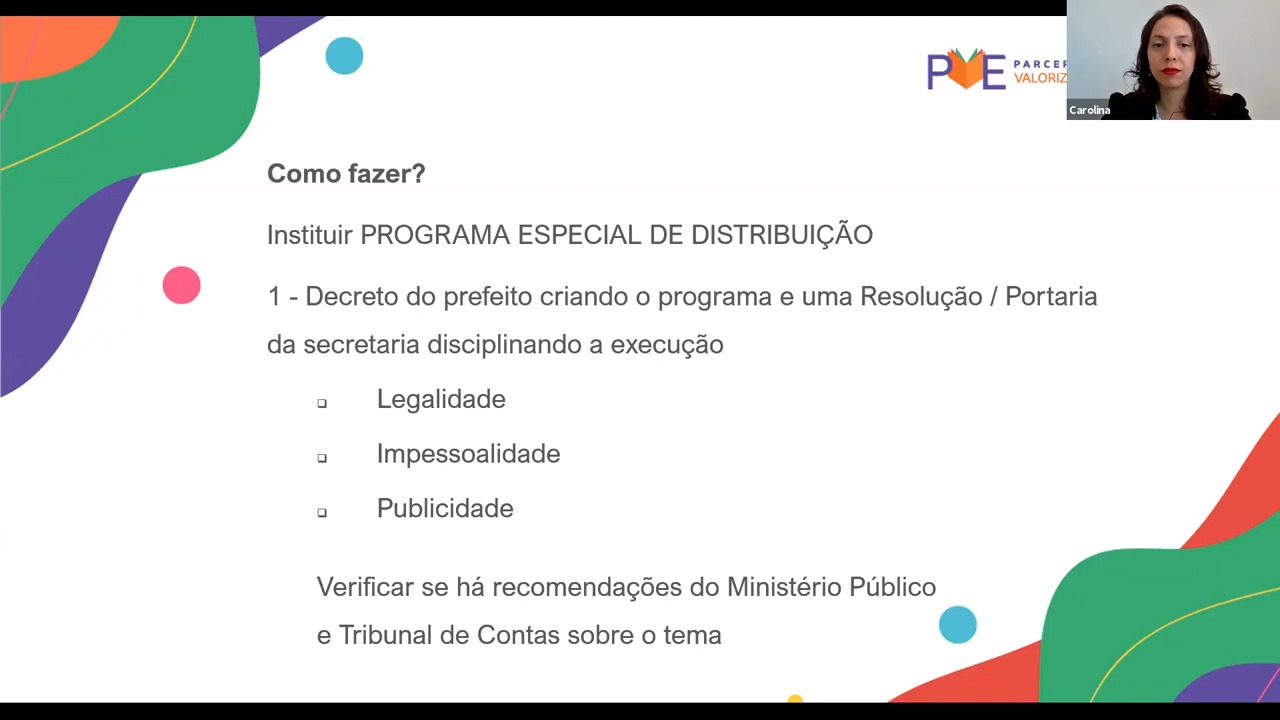 PVE PARCER
VALORIZ
Carolina
Como fazer?
Instituir PROGRAMA ESPECIAL DE DISTRIBUIÇÃO
1 - Decreto do prefeito criando o programa e uma Resolução / Portaria
da secretaria disciplinando a execução
Legalidade
Impessoalidade
Publicidade
Verificar se há recomendações do Ministério Público
e Tribunal de Contas sobre o tema